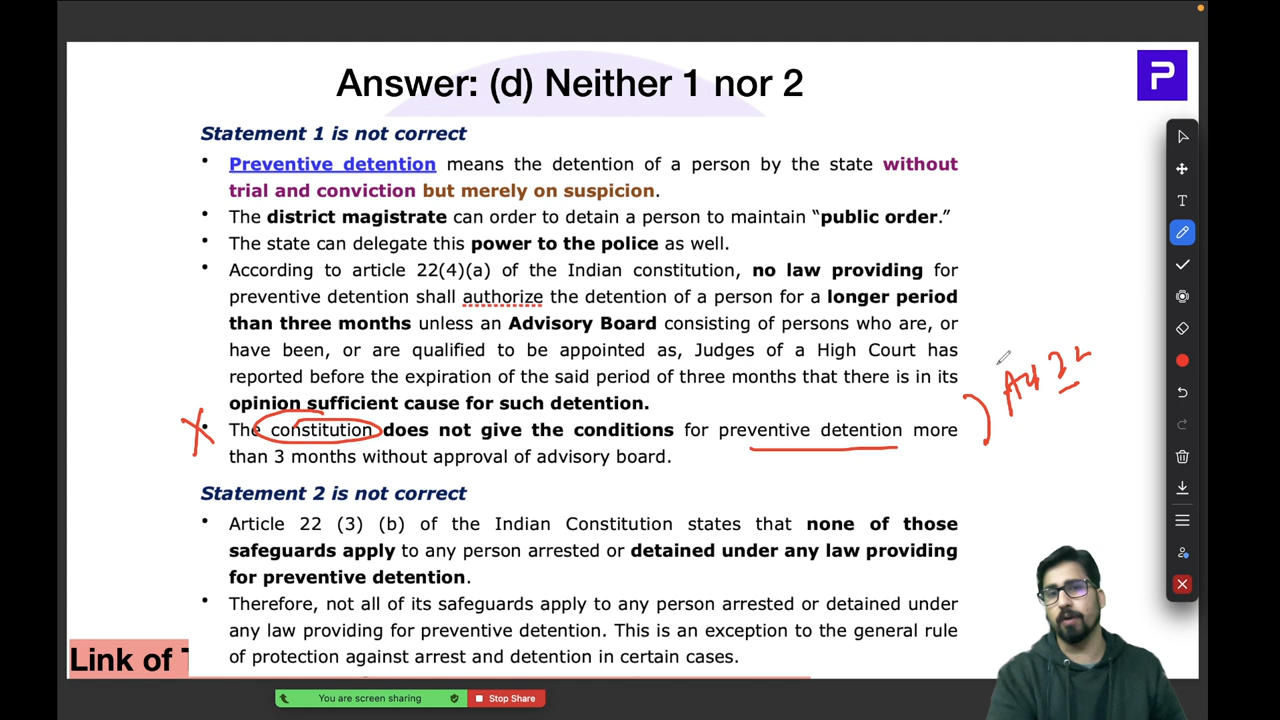 Answer: (d) Neither 1 nor 2
P
Statement 1 is not correct
• Preventive detention means the detention of a person by the state without
trial and conviction but merely on suspicion.
• The district magistrate can order to detain a person to maintain “public order.”
• The state can delegate this power to the police as well.
• According to article 22(4)(a) of the Indian constitution, no law providing for
preventive detention shall authorize the detention of a person for a longer period
than three months unless an Advisory Board consisting of persons who are, or
have been, or are qualified to be appointed as, Judges of a High Court has
reported before the expiration of the said period of three months that there is in its
opinion sufficient cause for such detention.
• The constitution does not give the conditions for preventive detention more
than 3 months without approval of advisory board.
Art 22
Statement 2 is not correct
• Article 22 (3) (b) of the Indian Constitution states that none of those
safeguards apply to any person arrested or detained under any law providing
for preventive detention.
• Therefore, not all of its safeguards apply to any person arrested or detained under
any law providing for preventive detention. This is an exception to the general rule
of protection against arrest and detention in certain cases.
Link of
T
You are screen sharing
Stop Share